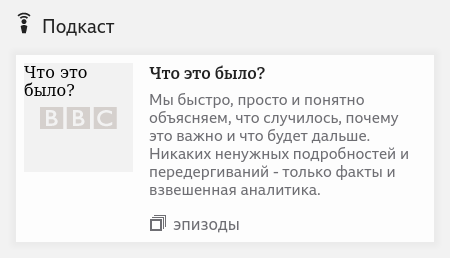 Подкаст
Что это
было?
BBC
Что это было?
Мы быстро, просто и понятно
объясняем, что случилось, почему
это важно и что будет дальше.
Никаких ненужных подробностей и
передергиваний - только факты и
взвешенная аналитика.
эпизоды